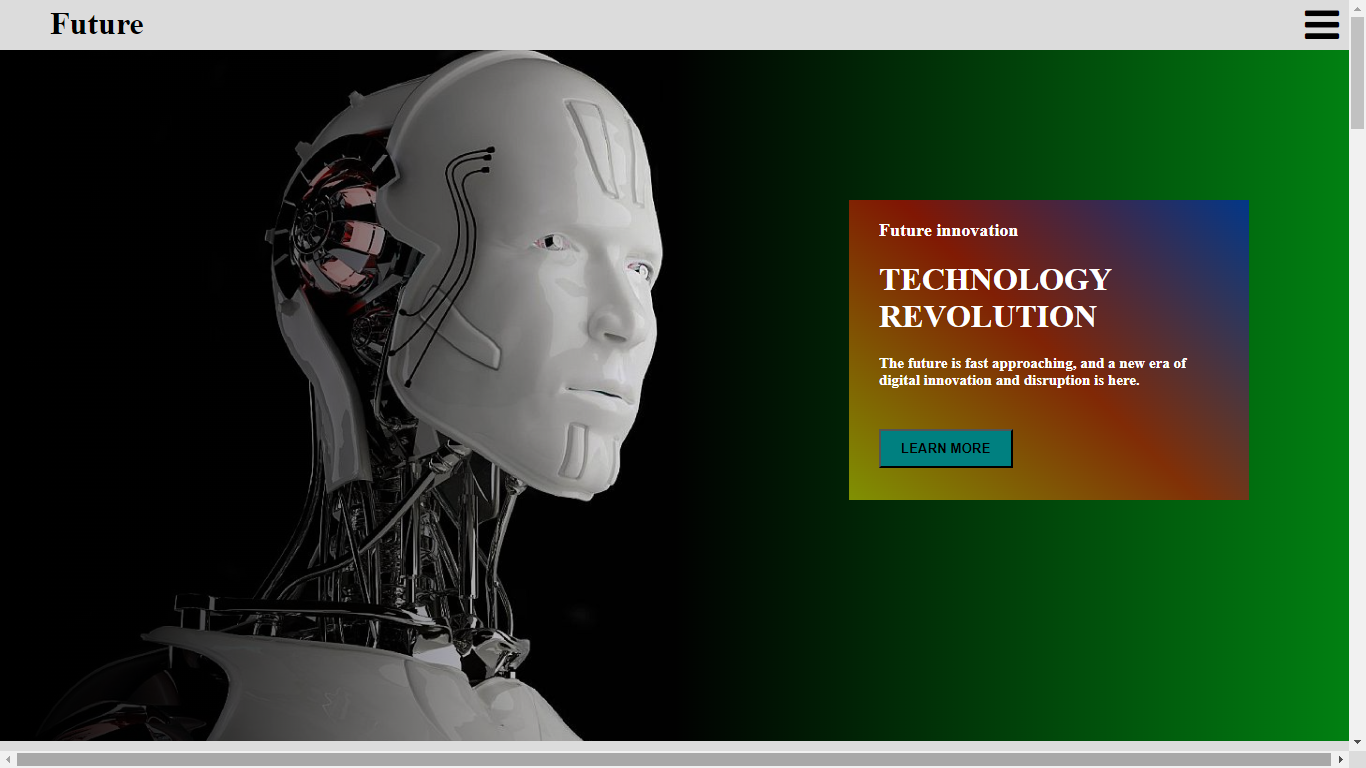 Future
Future innovation
TECHNOLOGY
REVOLUTION
The future is fast approaching, and a new era of
digital innovation and disruption is here.
LEARN MORE